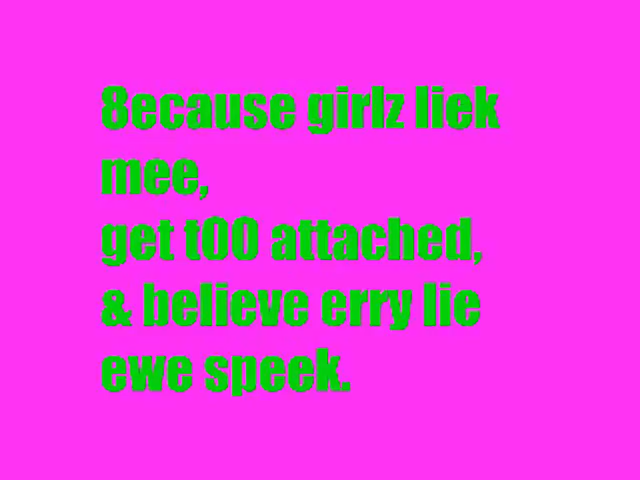 8ecause girlz liek
mee,
get t00 attached,
& believe erry lie
ewe speek.